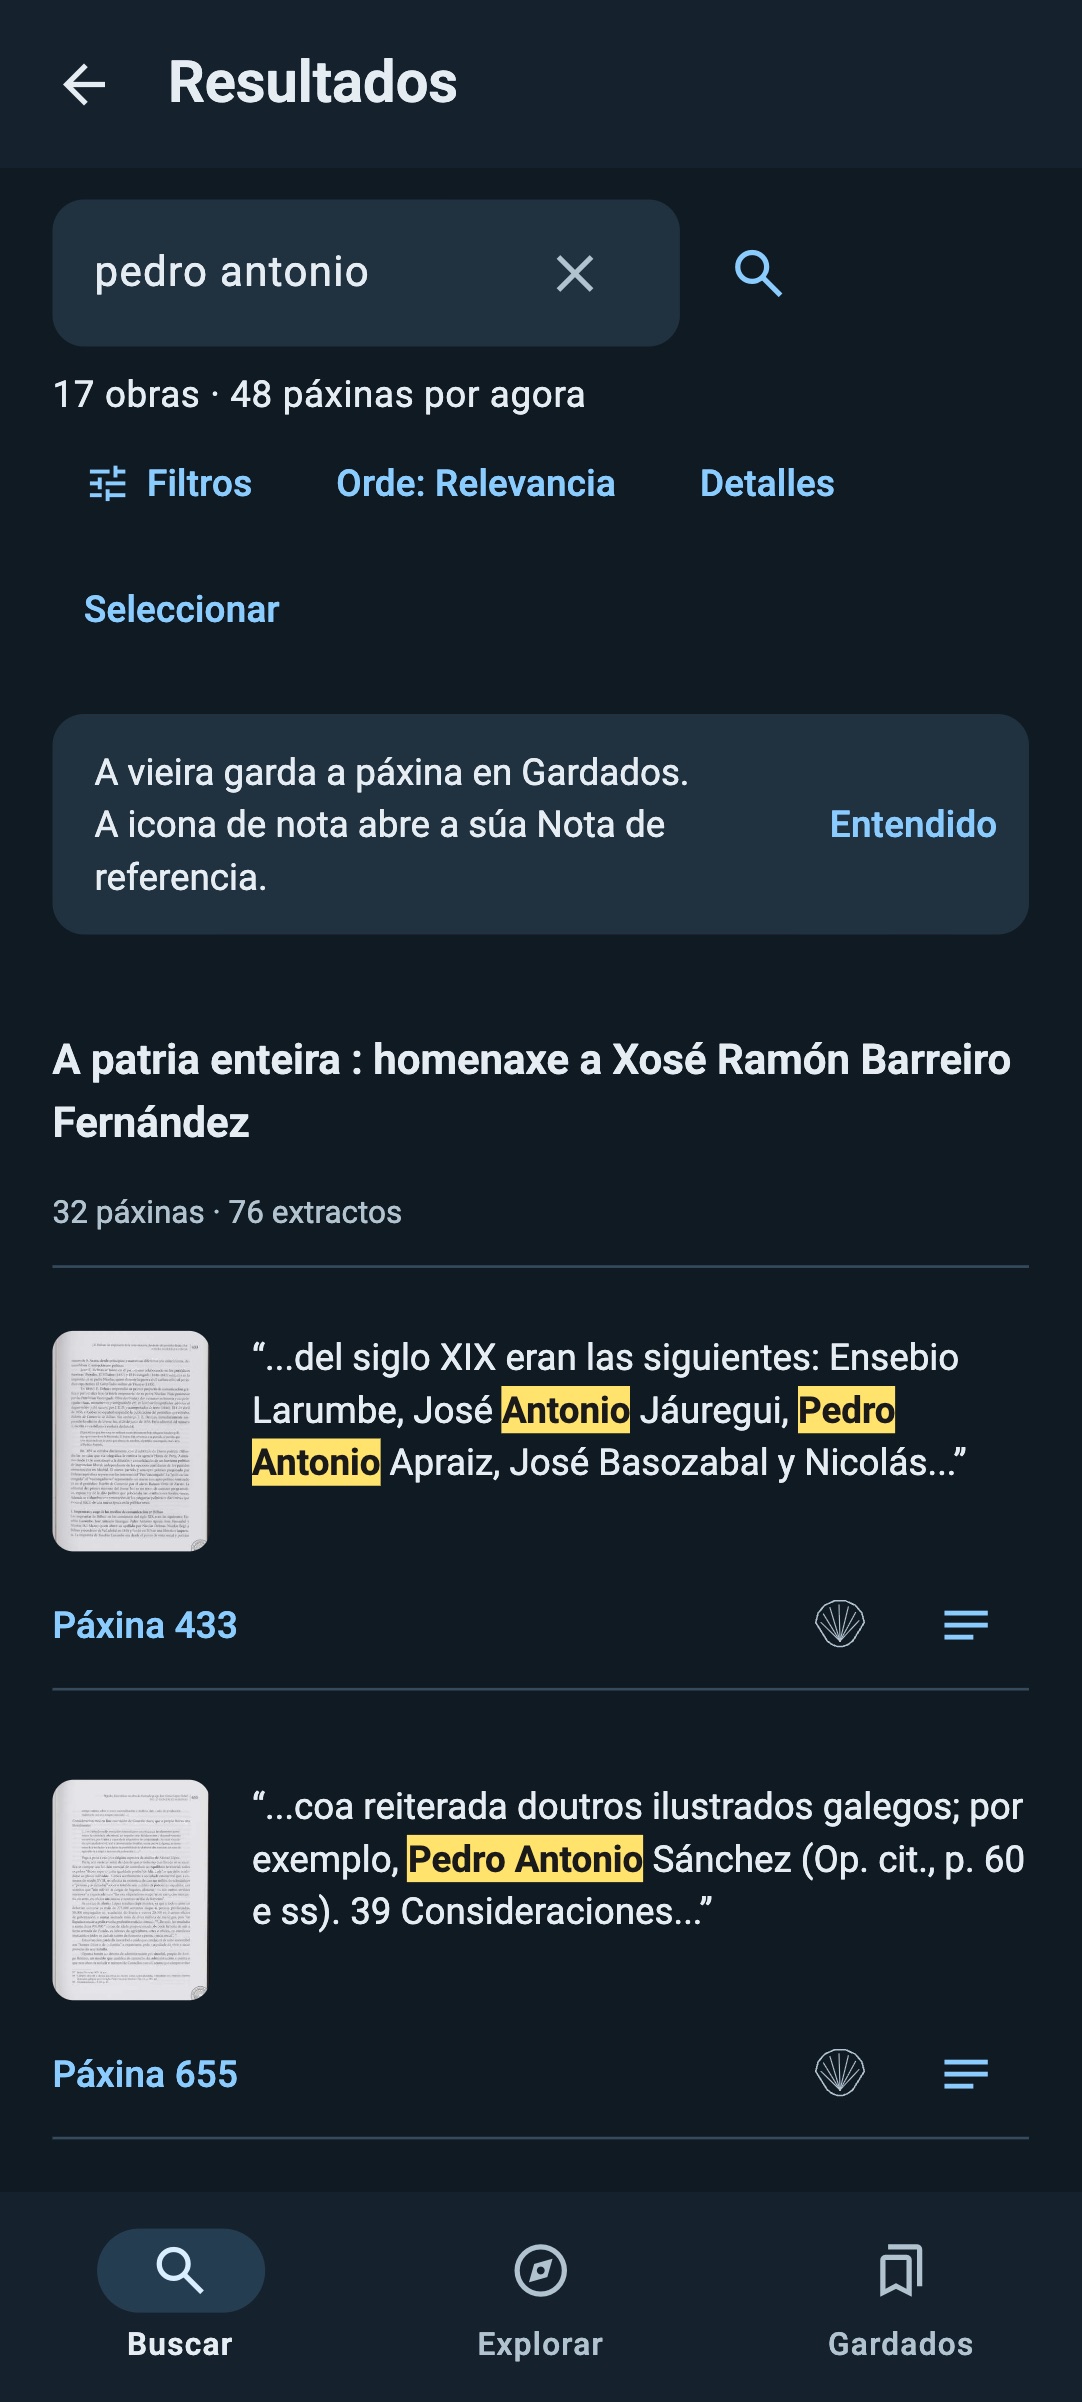 Resultados
pedro antonio
17 obras · 48 páxinas por agora
Filtros
Orde: Relevancia
Detalles
Seleccionar
A vieira garda a páxina en Gardados.
A icona de nota abre a súa Nota de
referencia.
Entendido
A patria enteira : homenaxe a Xosé Ramón Barreiro
Fernández
32 páxinas · 76 extractos
“...del siglo XIX eran las siguientes: Ensebio
Larumbe, José Antonio Jáuregui, Pedro
Antonio Apraiz, José Basozabal y Nicolás...”
Páxina 433
“...coa reiterada doutros ilustrados galegos; por
exemplo, Pedro Antonio Sánchez (Op. cit., p. 60
e ss). 39 Consideraciones...”
Páxina 655
Buscar
Explorar
Gardados